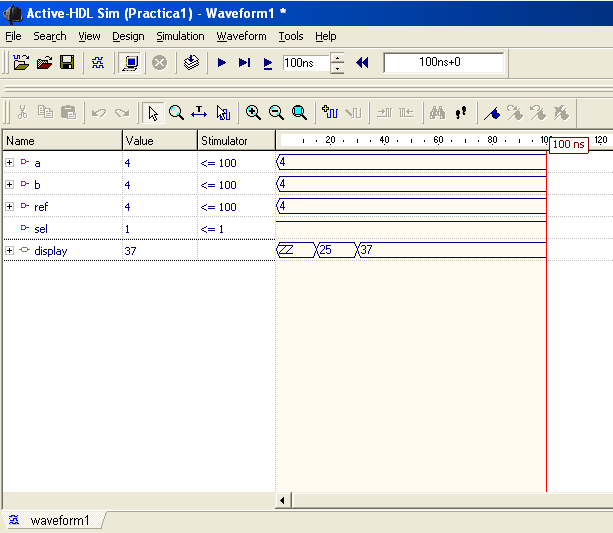 Active-HDL Sim (Practica1) - Waveform1 *
File Search View Design Simulation Waveform Tools Help
100ns 100ns+0
Name Value Stimulator 20 40 60 80 100 120
100 ns
a 4 <= 100 4
b 4 <= 100 4
ref 4 <= 100 4
sel 1 <= 1
display 37 ZZ 25 37
waveform1